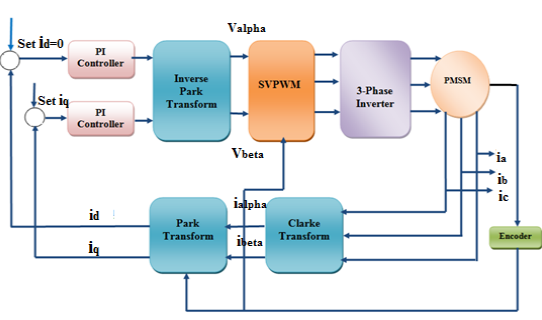 Valpha
Set id=0
PI
Controller
Inverse
Park
Transform
SVPWM
3-Phase
Inverter
PMSM
Set iq
PI
Controller
Vbeta
ia
ib
ic
id
iq
Park
Transform
ialpha
ibeta
Clarke
Transform
Encoder